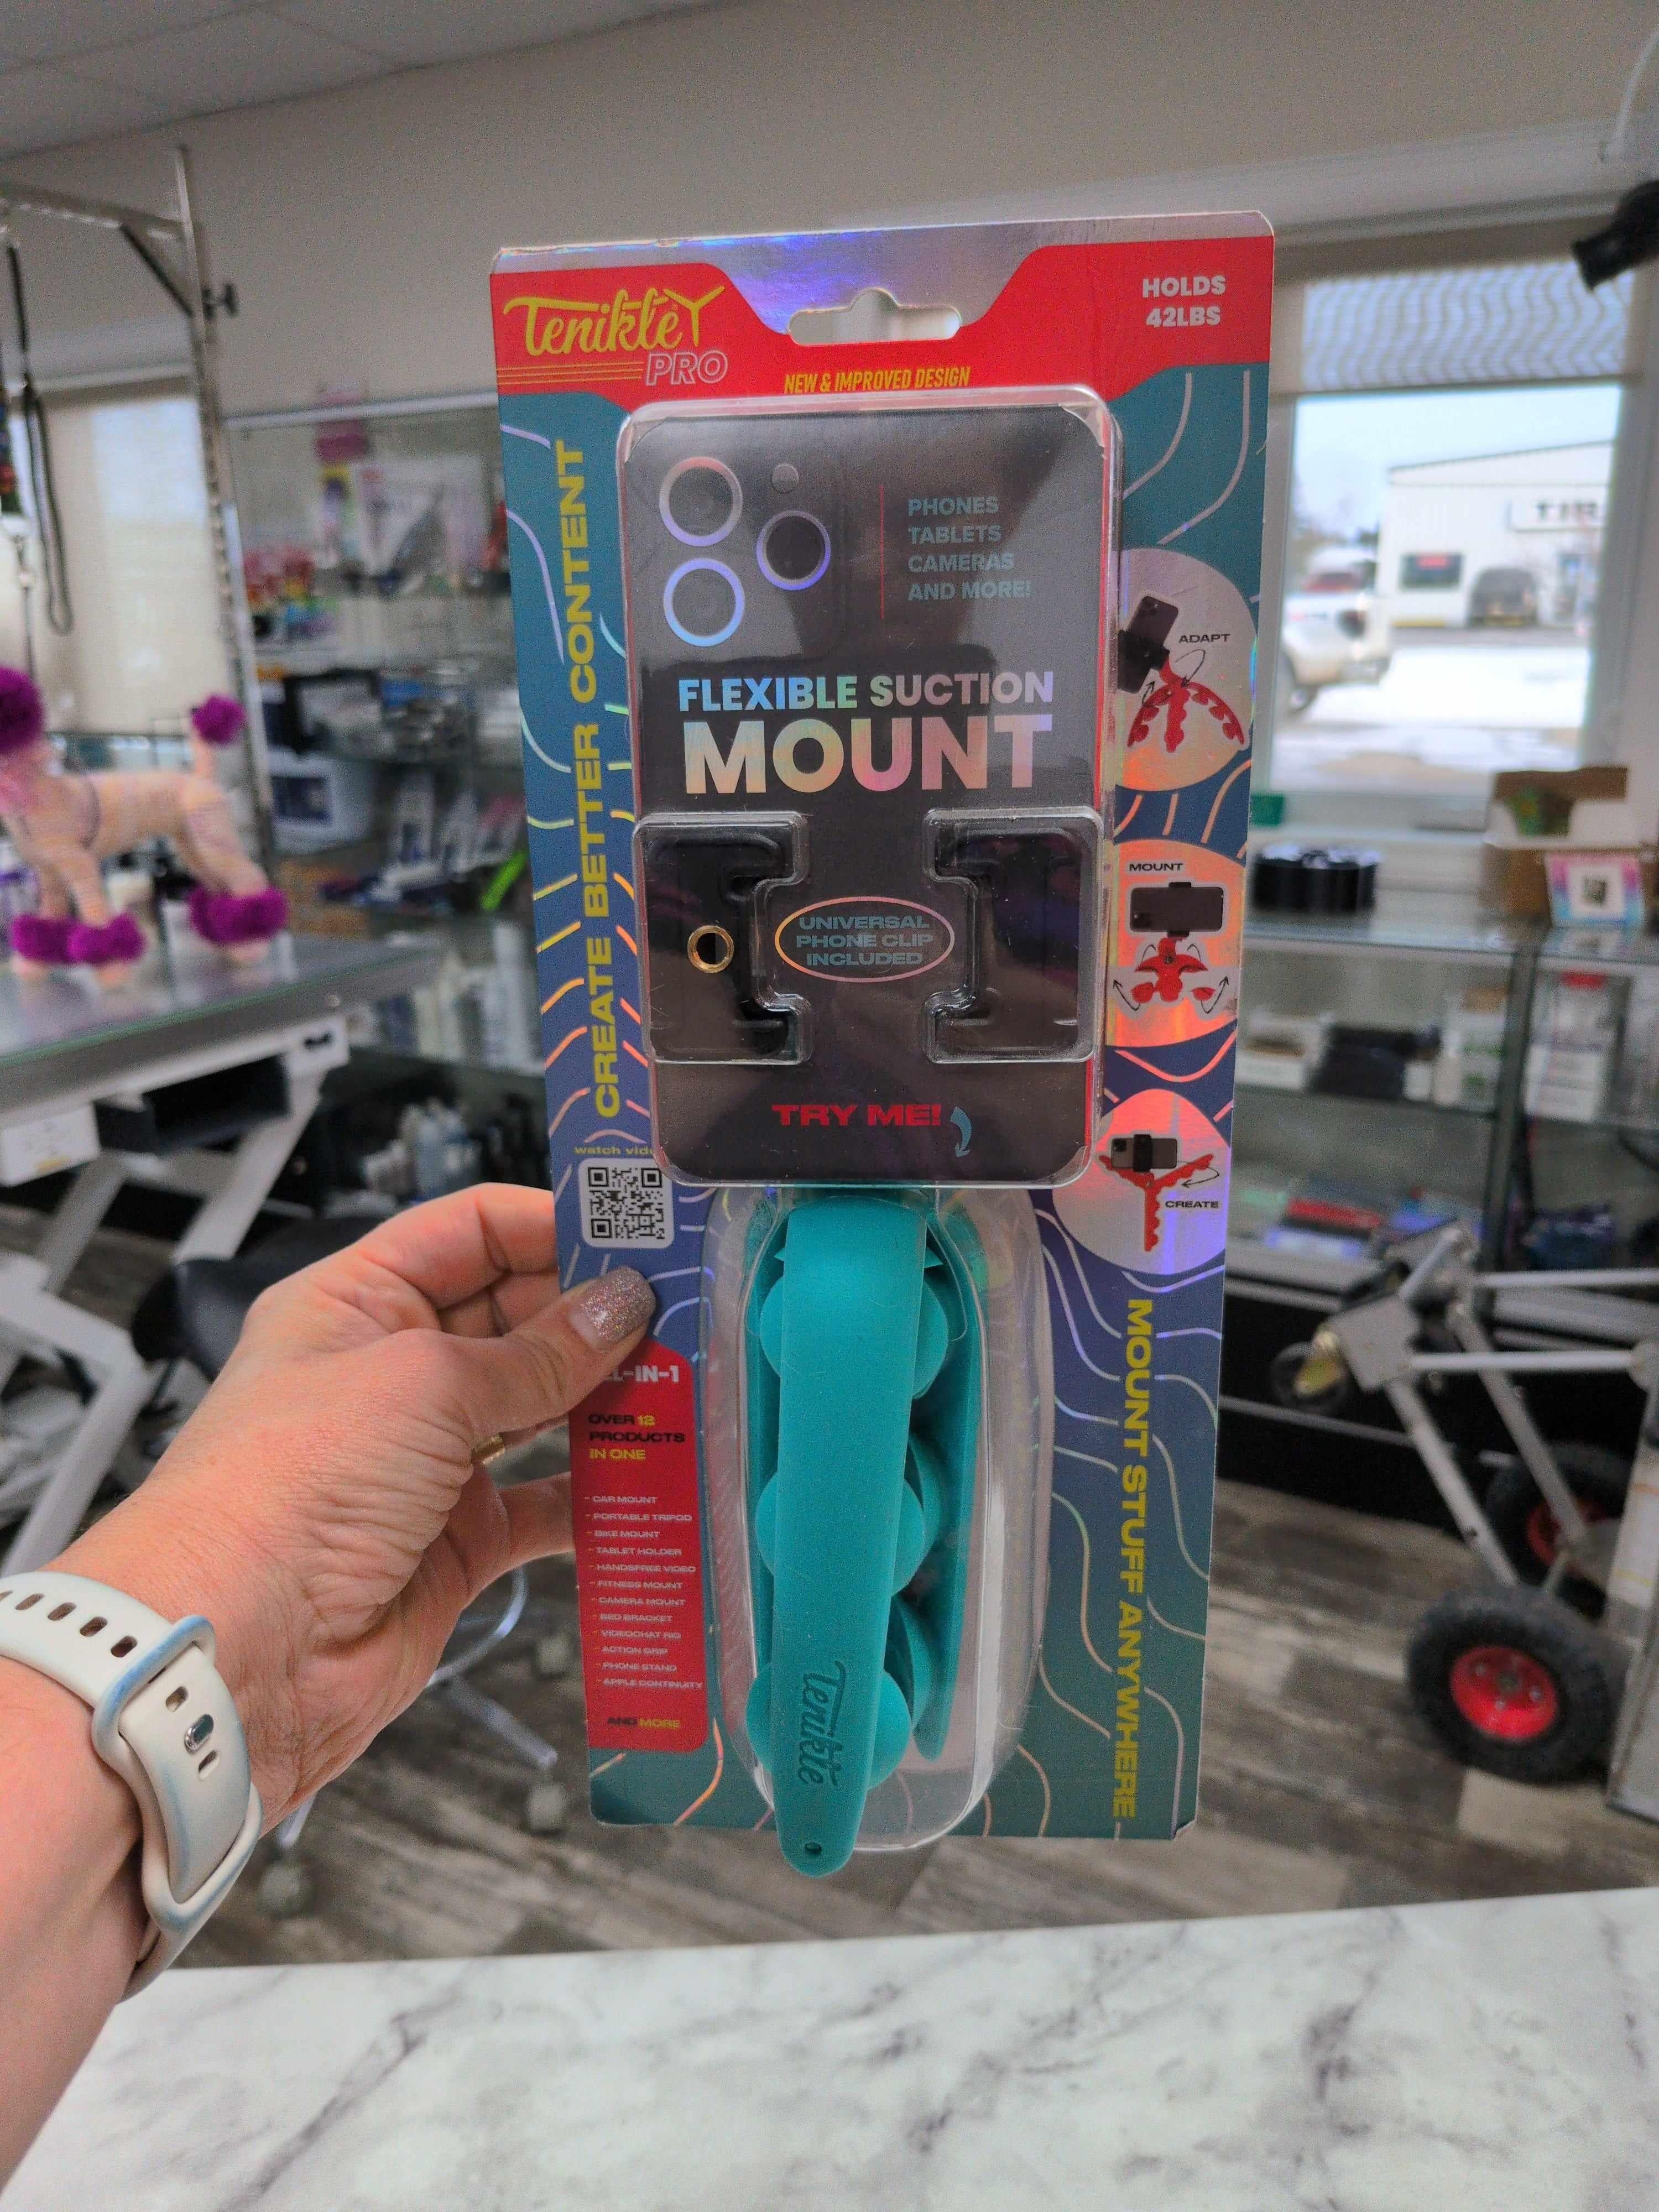 Tenikle
PRO
NEW & IMPROVED DESIGN
HOLDS
42LBS
CREATE BETTER CONTENT
PHONES
TABLETS
CAMERAS
AND MORE!
FLEXIBLE SUCTION
MOUNT
UNIVERSAL
PHONE CLIP
INCLUDED
TRY ME!
ADAPT
MOUNT
CREATE
watch
OVER 12
PRODUCTS
IN ONE
- CAR MOUNT
- PORTABLE TRIPOD
- BIKE MOUNT
- TABLET HOLDER
- HANDSFREE VIDEO
- FITNESS MOUNT
- CAMERA MOUNT
- BED BRACKET
- VIDEOCHAT RIG
- ACTION GRIP
- PHONE STAND
- APPLE CONTINUITY
AND MORE
MOUNT STUFF ANYWHERE
Tenikle